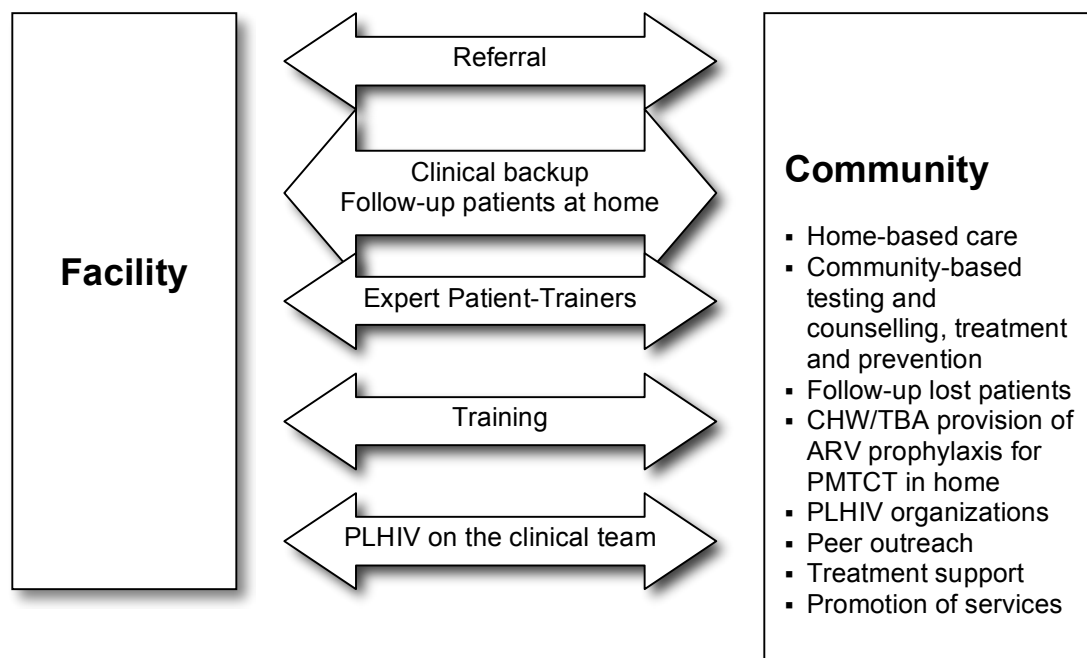 Facility
Referral
Clinical backup
Follow-up patients at home
Expert Patient-Trainers
Training
PLHIV on the clinical team
Community
▪ Home-based care
▪ Community-based
testing and
counselling, treatment
and prevention
▪ Follow-up lost patients
▪ CHW/TBA provision of
ARV prophylaxis for
PMTCT in home
▪ PLHIV organizations
▪ Peer outreach
▪ Treatment support
▪ Promotion of services